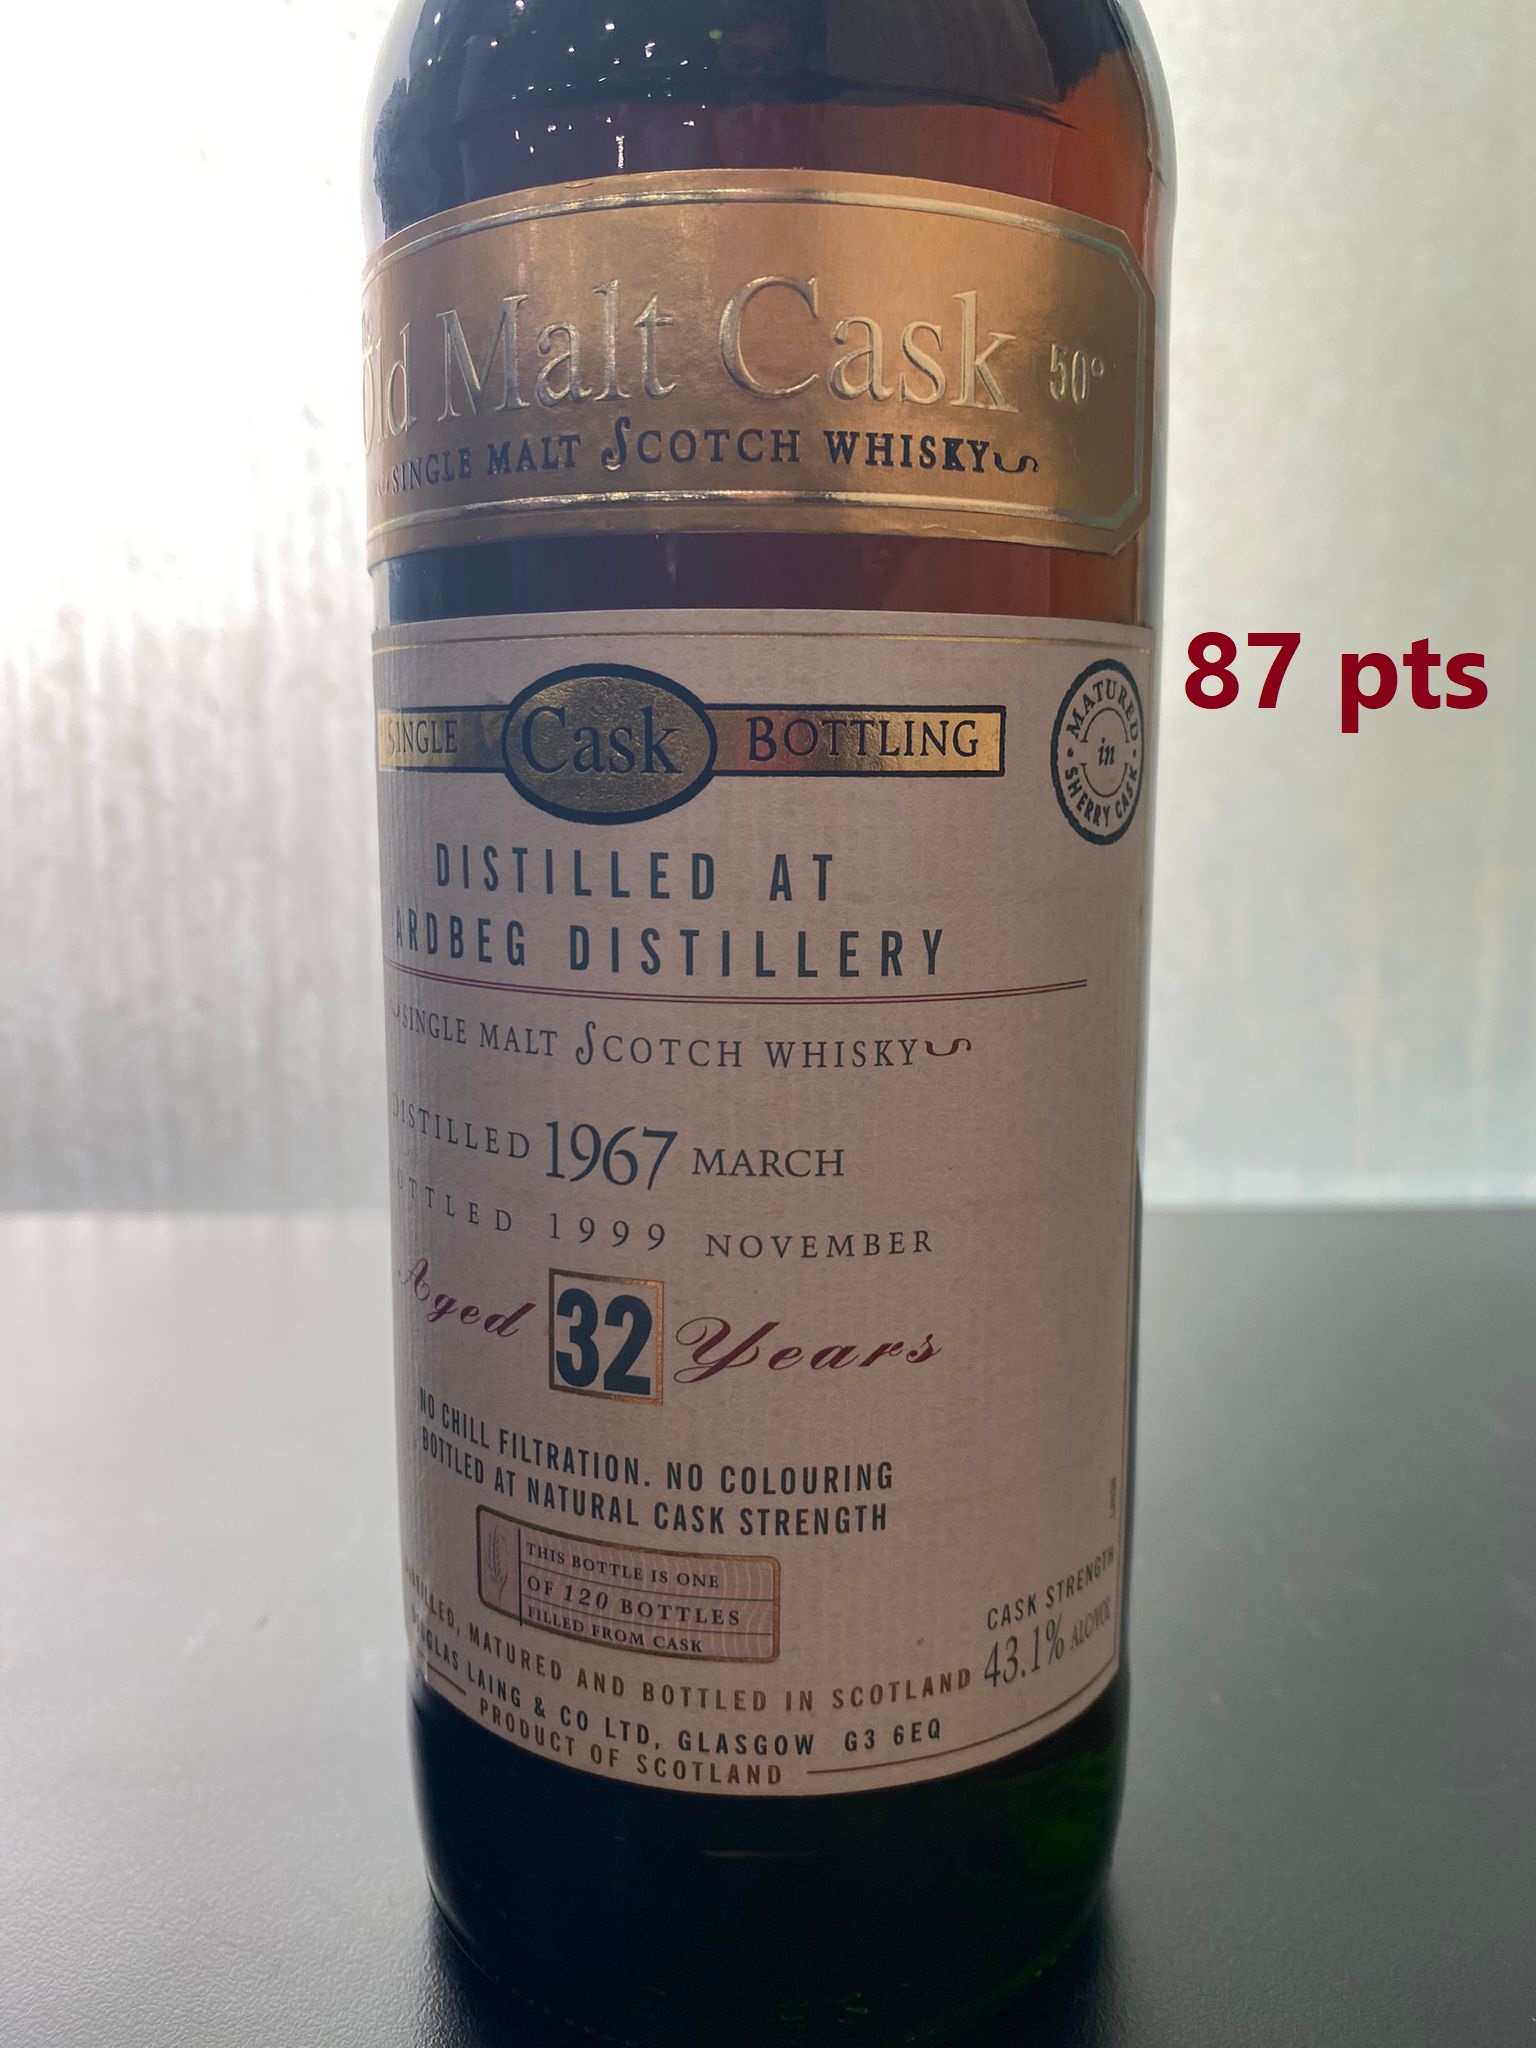 Old Malt Cask 50°
SINGLE MALT SCOTCH WHISKY
87 pts
SINGLE Cask BOTTLING
MATURED in SHERRY CASK
DISTILLED AT
ARDBEG DISTILLERY
SINGLE MALT SCOTCH WHISKY
DISTILLED 1967 MARCH
BOTTLED 1999 NOVEMBER
Aged 32 Years
NO CHILL FILTRATION. NO COLOURING
BOTTLED AT NATURAL CASK STRENGTH
THIS BOTTLE IS ONE
OF 120 BOTTLES
FILLED FROM CASK
CASK STRENGTH
43.1% ALC/VOL
DISTILLED, MATURED AND BOTTLED IN SCOTLAND
DOUGLAS LAING & CO LTD, GLASGOW G3 6EQ
PRODUCT OF SCOTLAND